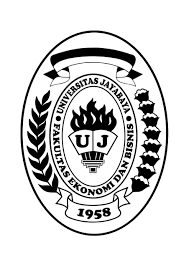 UNIVERSITAS JAYABAYA
FAKULTAS EKONOMI DAN BISNIS
UJ
1958